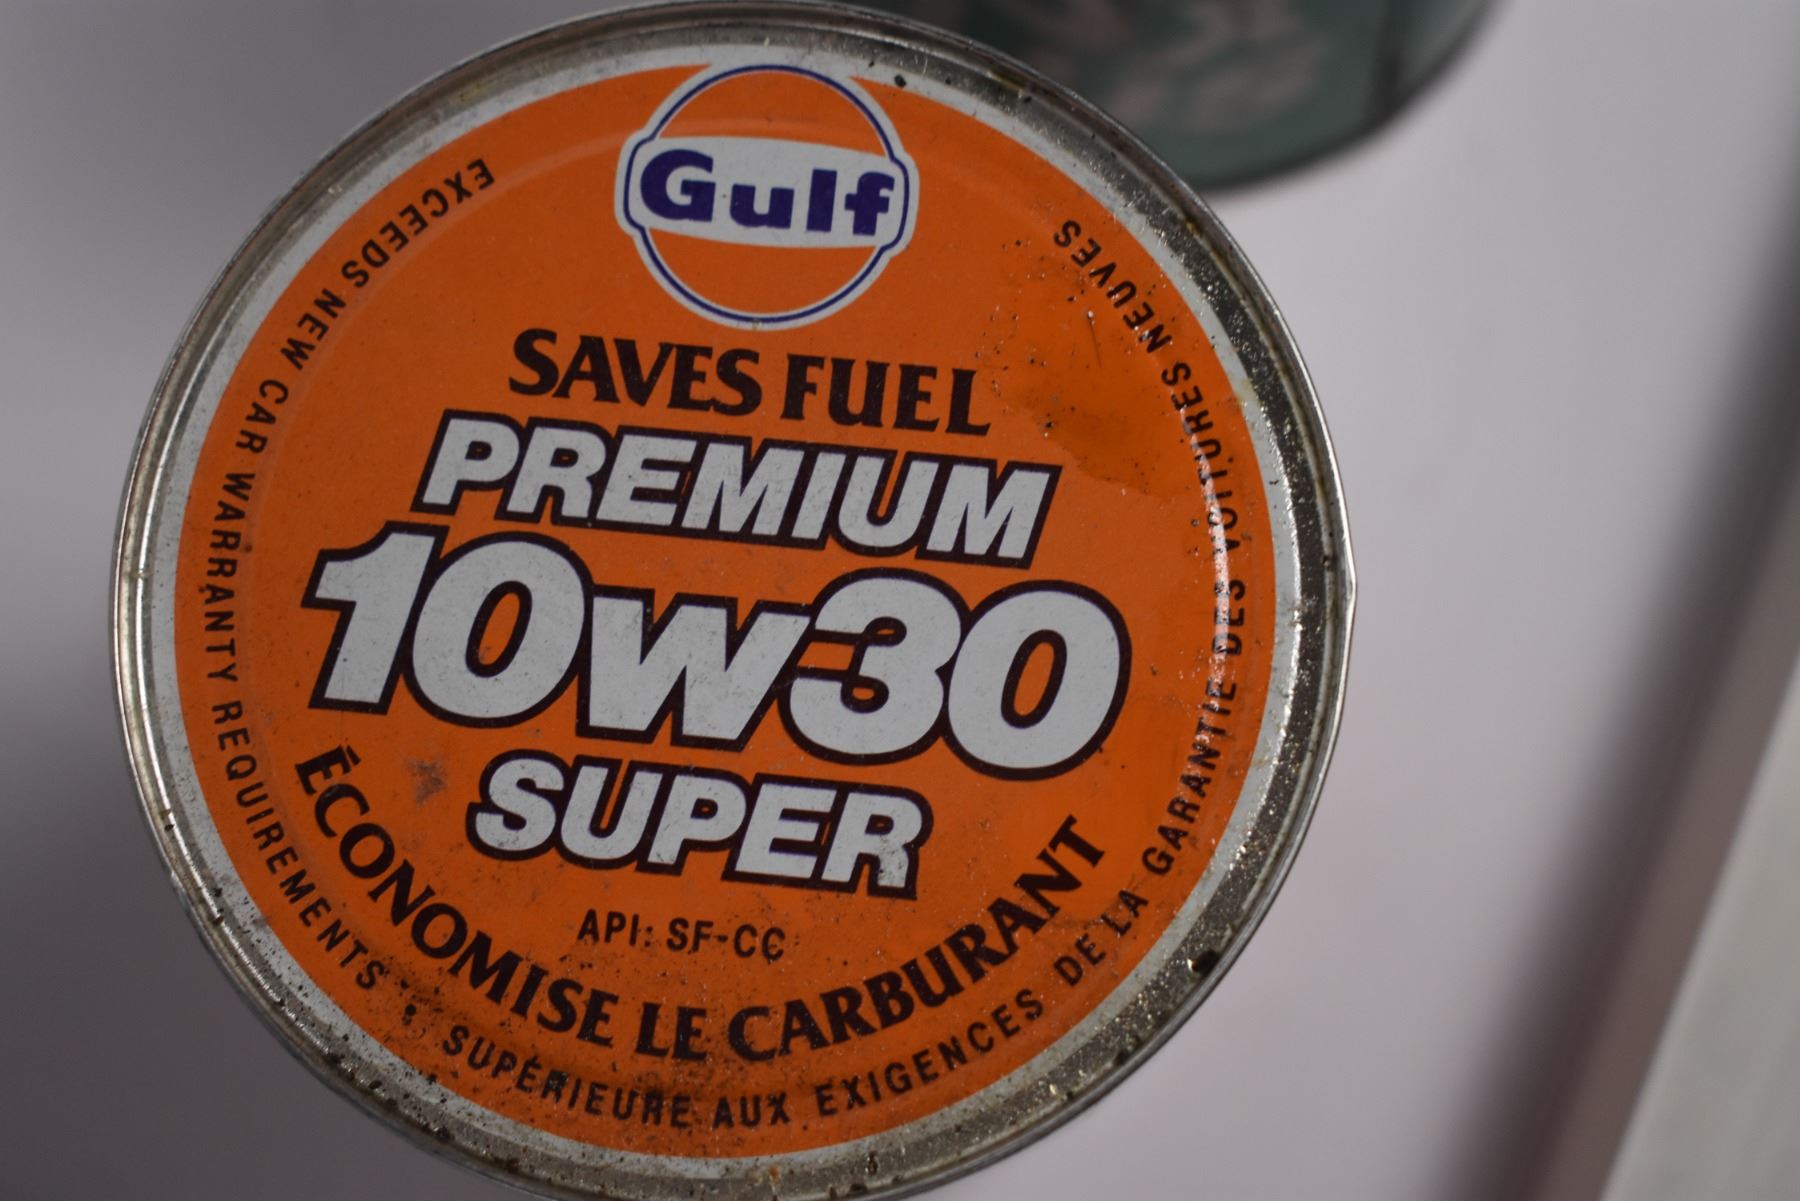 Gulf
SAVES FUEL
PREMIUM
10w30
SUPER
API: SF-CC
ÉCONOMISE LE CARBURANT
EXCEEDS NEW CAR WARRANTY REQUIREMENTS • SUPÉRIEURE AUX EXIGENCES DE LA GARANTIE DES VOITURES NEUVES